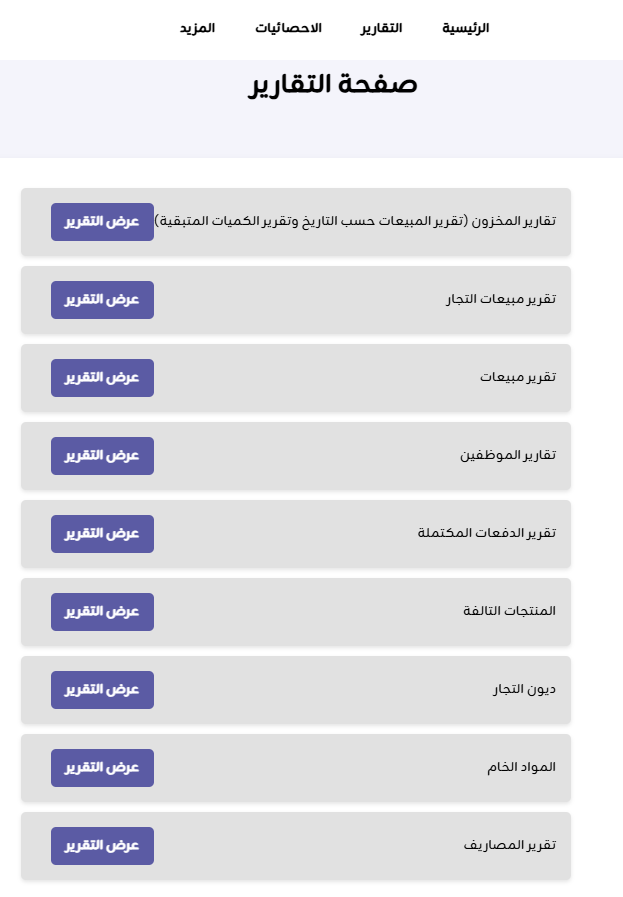 الرئيسية التقارير الاحصائيات المزيد
صفحة التقارير
تقارير المخزون (تقرير المبيعات حسب التاريخ وتقرير الكميات المتبقية) عرض التقرير
تقرير مبيعات التجار عرض التقرير
تقرير مبيعات عرض التقرير
تقارير الموظفين عرض التقرير
تقرير الدفعات المكتملة عرض التقرير
المنتجات التالفة عرض التقرير
ديون التجار عرض التقرير
المواد الخام عرض التقرير
تقرير المصاريف عرض التقرير